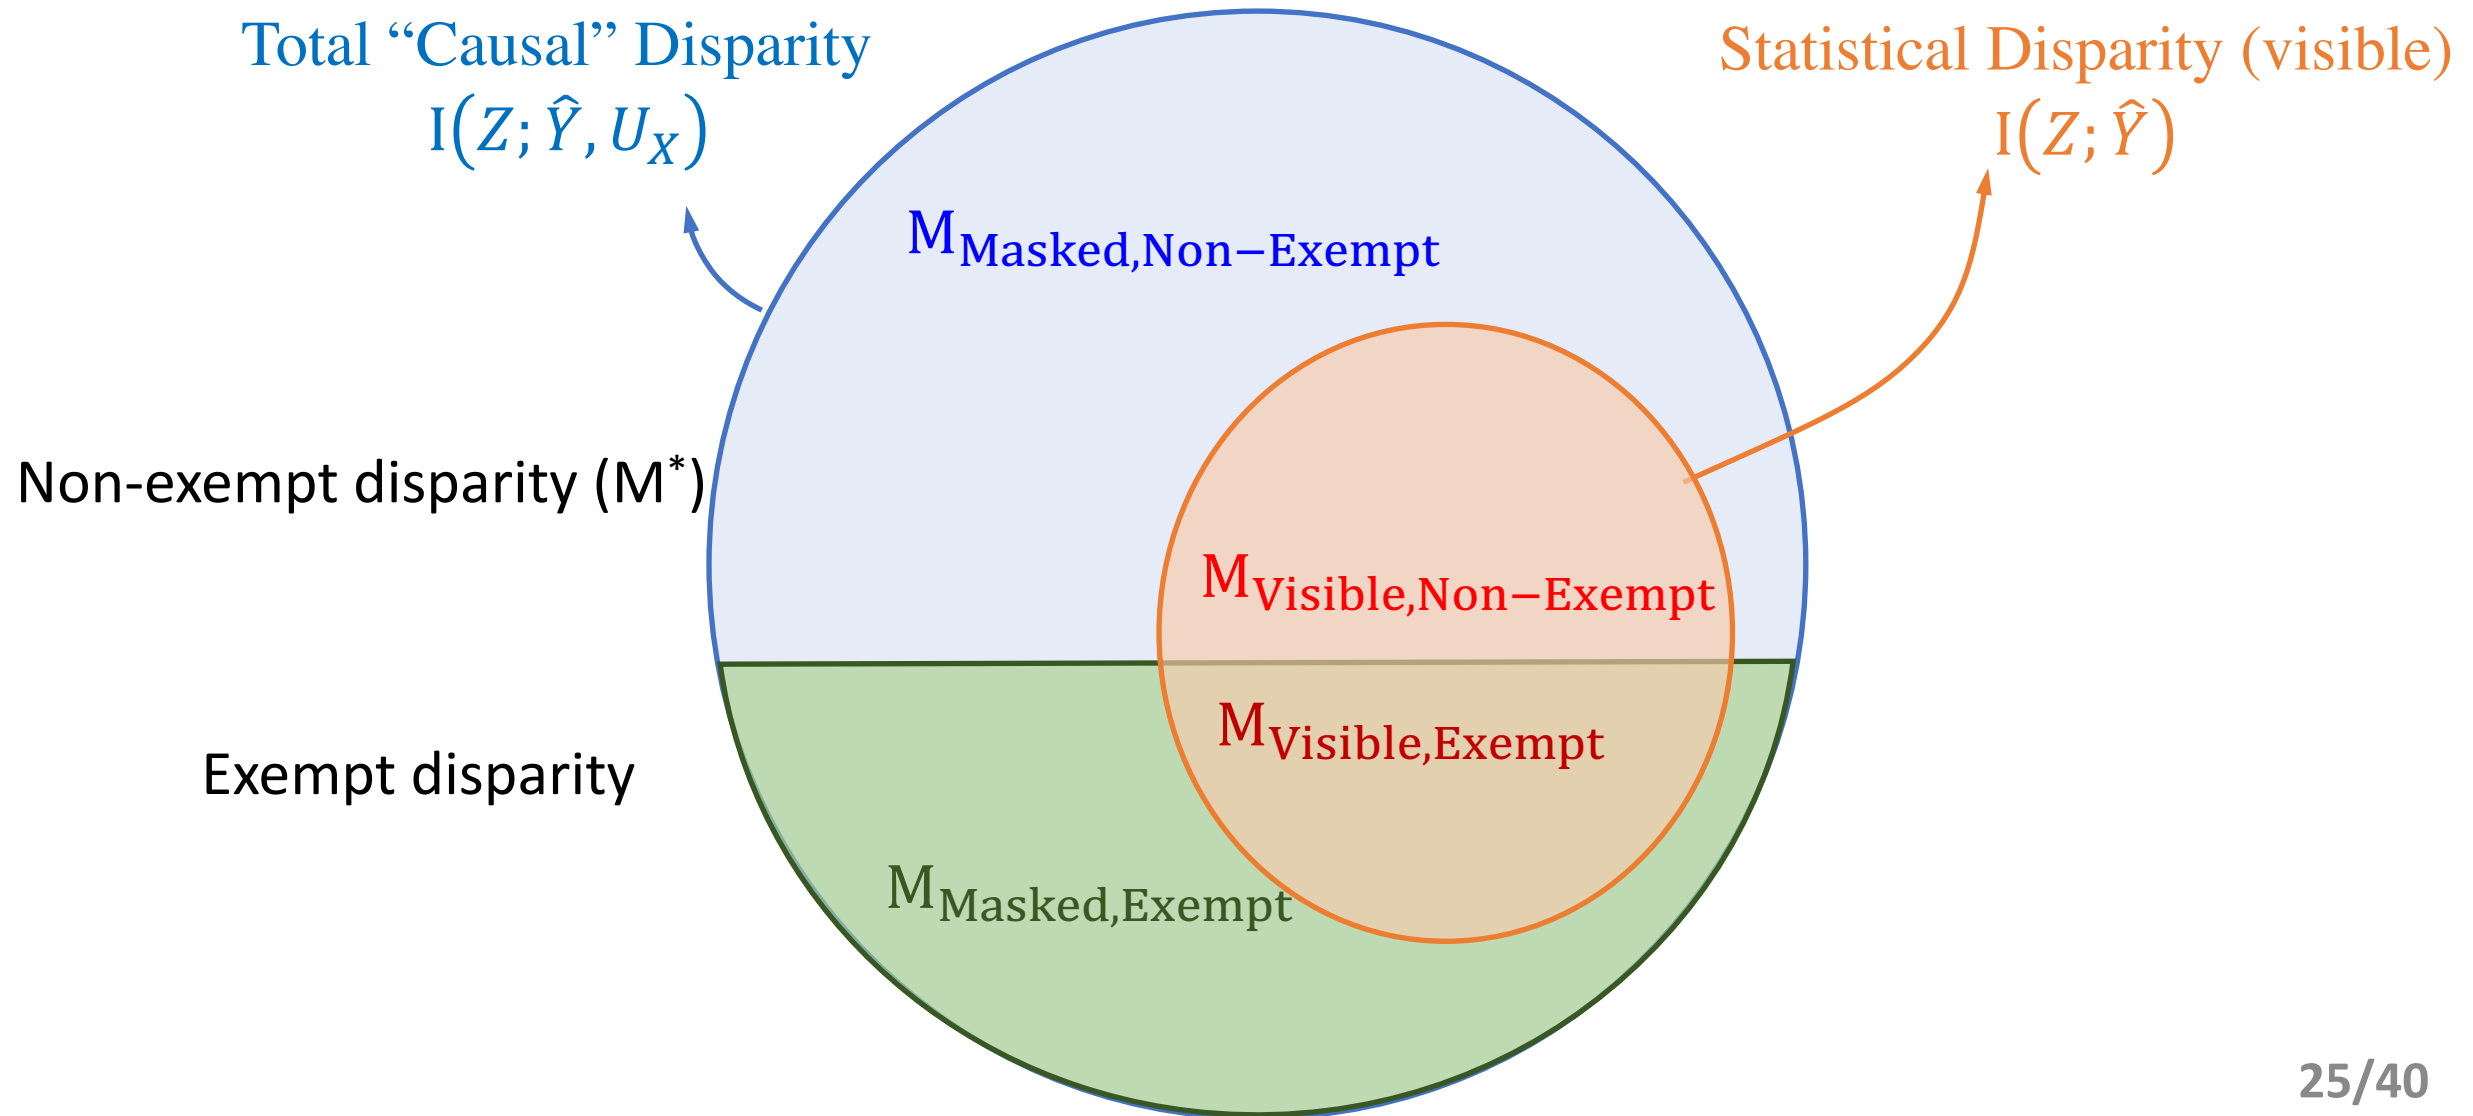 Total “Causal” Disparity
I(Z; Ŷ, U_X)
Statistical Disparity (visible)
I(Z; Ŷ)
M_Masked,Non−Exempt
Non-exempt disparity (M*)
M_Visible,Non−Exempt
M_Visible,Exempt
Exempt disparity
M_Masked,Exempt
25/40